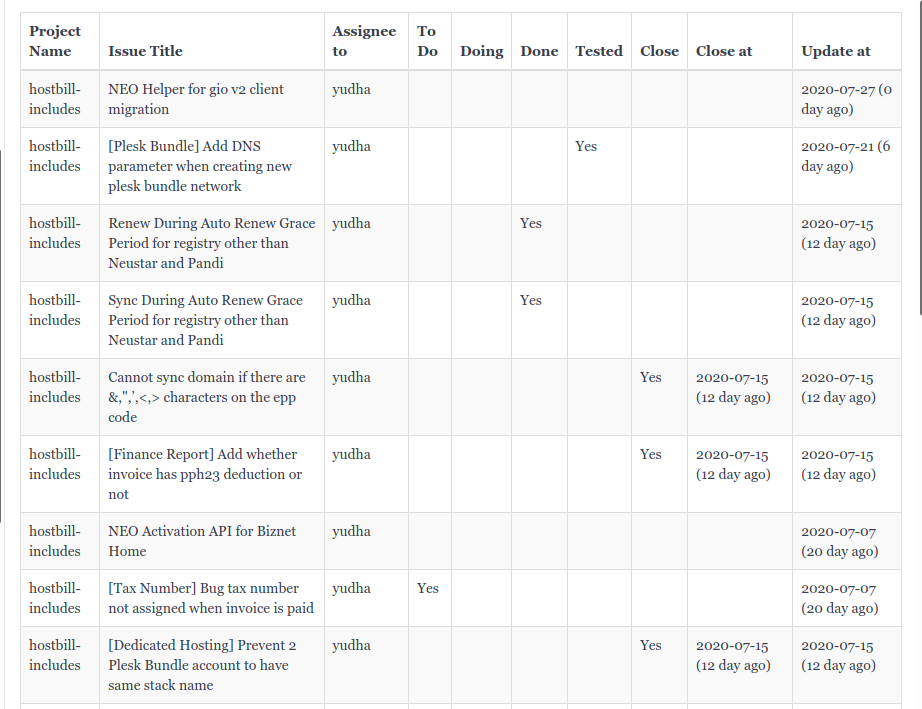 Project Name Issue Title Assignee to To Do Doing Done Tested Close Close at Update at
hostbill-includes NEO Helper for gio v2 client migration yudha 2020-07-27 (0 day ago)
hostbill-includes [Plesk Bundle] Add DNS parameter when creating new plesk bundle network yudha Yes 2020-07-21 (6 day ago)
hostbill-includes Renew During Auto Renew Grace Period for registry other than Neustar and Pandi yudha Yes 2020-07-15 (12 day ago)
hostbill-includes Sync During Auto Renew Grace Period for registry other than Neustar and Pandi yudha Yes 2020-07-15 (12 day ago)
hostbill-includes Cannot sync domain if there are &,",',<,> characters on the epp code yudha Yes 2020-07-15 (12 day ago) 2020-07-15 (12 day ago)
hostbill-includes [Finance Report] Add whether invoice has pph23 deduction or not yudha Yes 2020-07-15 (12 day ago) 2020-07-15 (12 day ago)
hostbill-includes NEO Activation API for Biznet Home yudha 2020-07-07 (20 day ago)
hostbill-includes [Tax Number] Bug tax number not assigned when invoice is paid yudha Yes 2020-07-07 (20 day ago)
hostbill-includes [Dedicated Hosting] Prevent 2 Plesk Bundle account to have same stack name yudha Yes 2020-07-15 (12 day ago) 2020-07-15 (12 day ago)